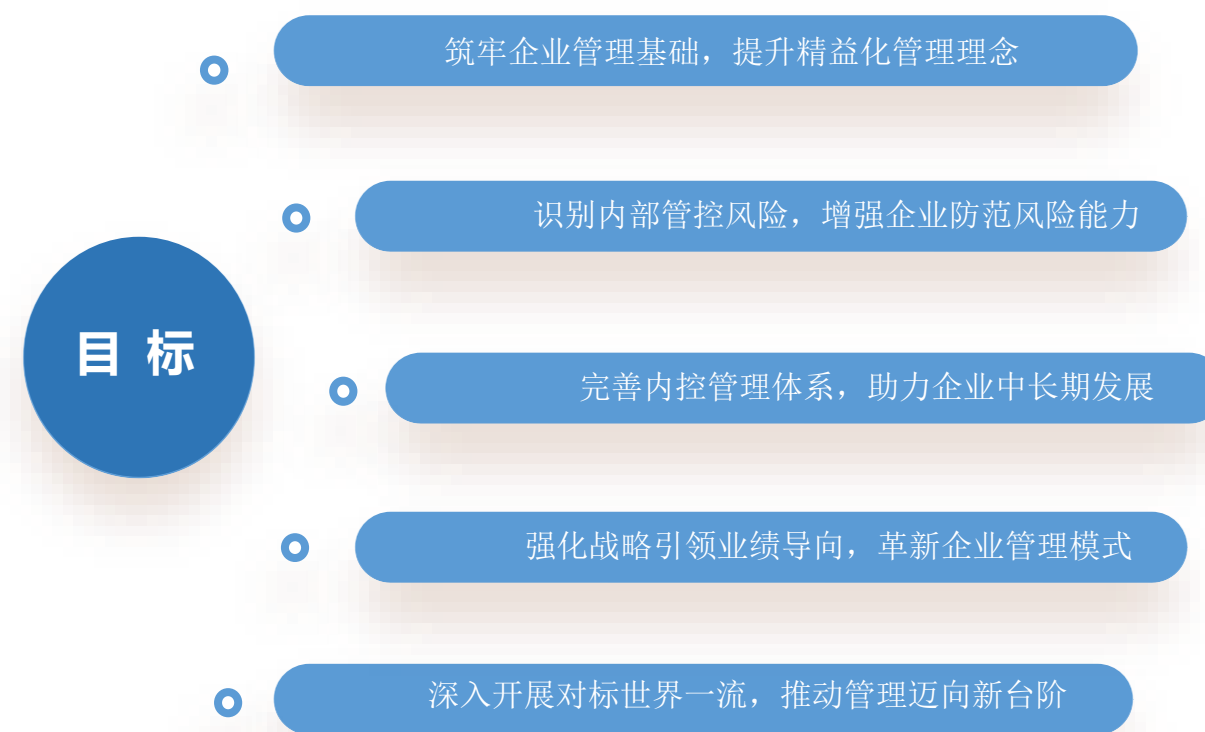 筑牢企业管理基础，提升精益化管理理念
识别内部管控风险，增强企业防范风险能力
目 标
完善内控管理体系，助力企业中长期发展
强化战略引领业绩导向，革新企业管理模式
深入开展对标世界一流，推动管理迈向新台阶